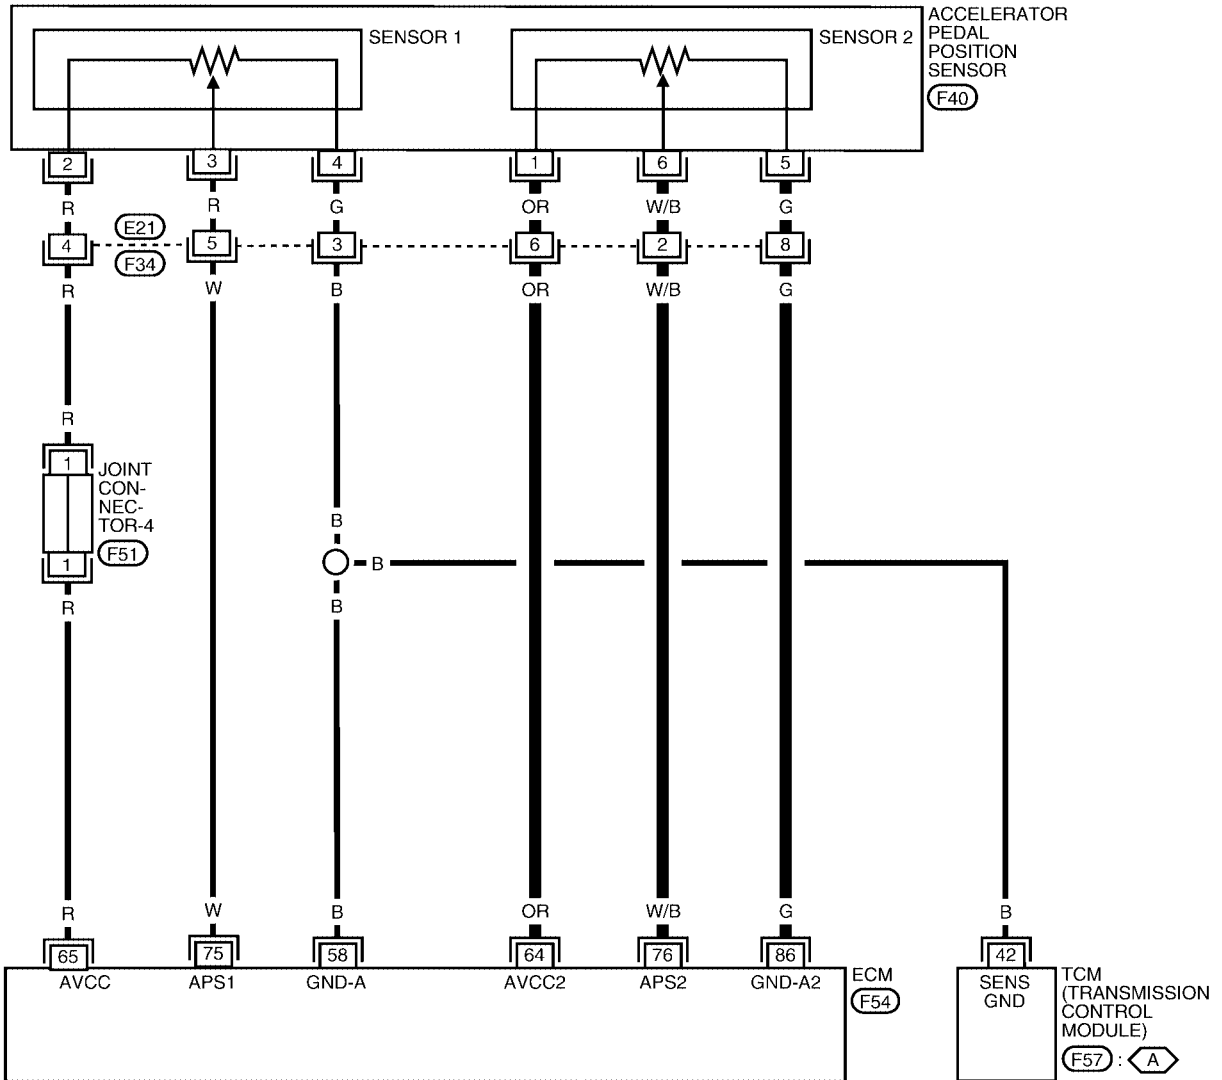 SENSOR 1
SENSOR 2
ACCELERATOR
PEDAL
POSITION
SENSOR
F40
2 3 4 1 6 5
R R G OR W/B G
E21
4 5 3 6 2 8
F34
R W B OR W/B G
R
1
JOINT
CON-
NEC-
TOR-4
F51
1
R
B
B
B
R W B OR W/B G B
65 75 58 64 76 86 42
AVCC APS1 GND-A AVCC2 APS2 GND-A2
ECM
F54
SENS
GND
TCM
(TRANSMISSION
CONTROL
MODULE)
F57 : A